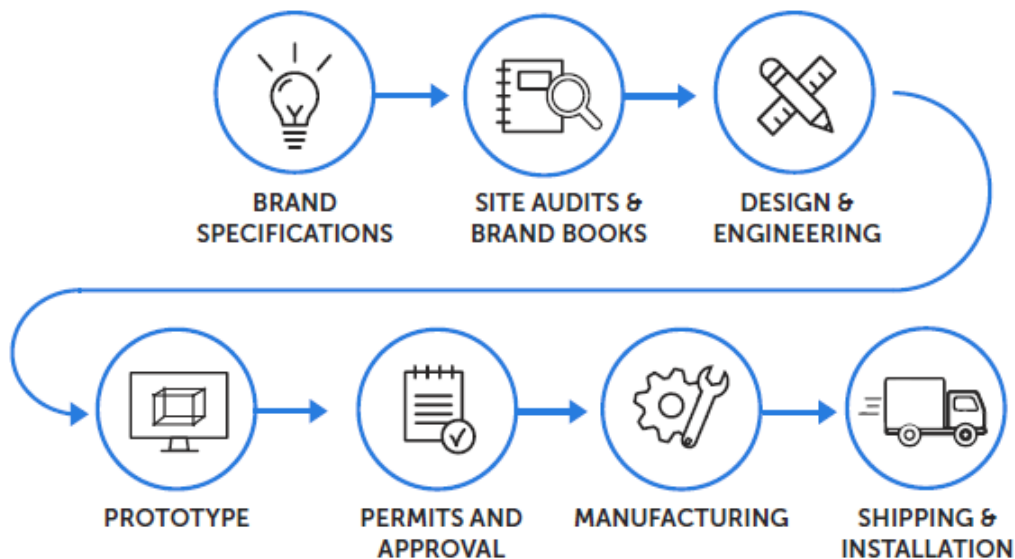 BRAND
SPECIFICATIONS
SITE AUDITS &
BRAND BOOKS
DESIGN &
ENGINEERING
PROTOTYPE
PERMITS AND
APPROVAL
MANUFACTURING
SHIPPING &
INSTALLATION